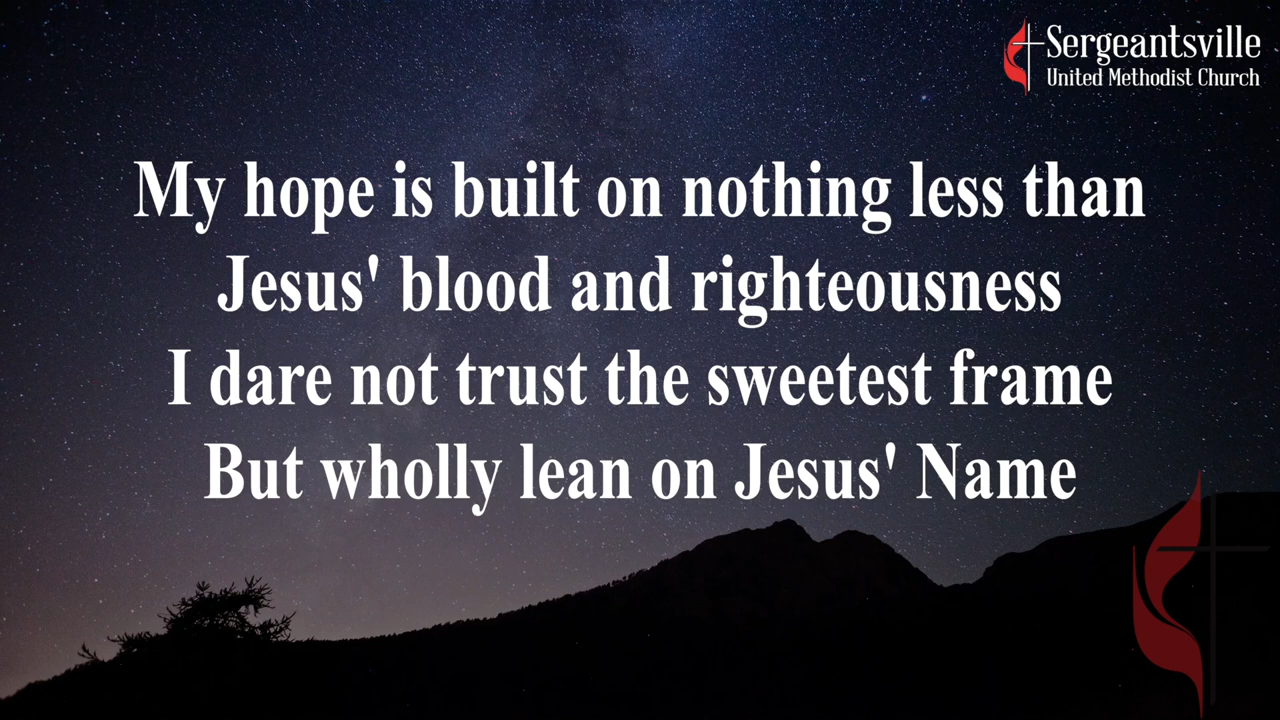 Sergeantsville
United Methodist Church
My hope is built on nothing less than
Jesus' blood and righteousness
I dare not trust the sweetest frame
But wholly lean on Jesus' Name